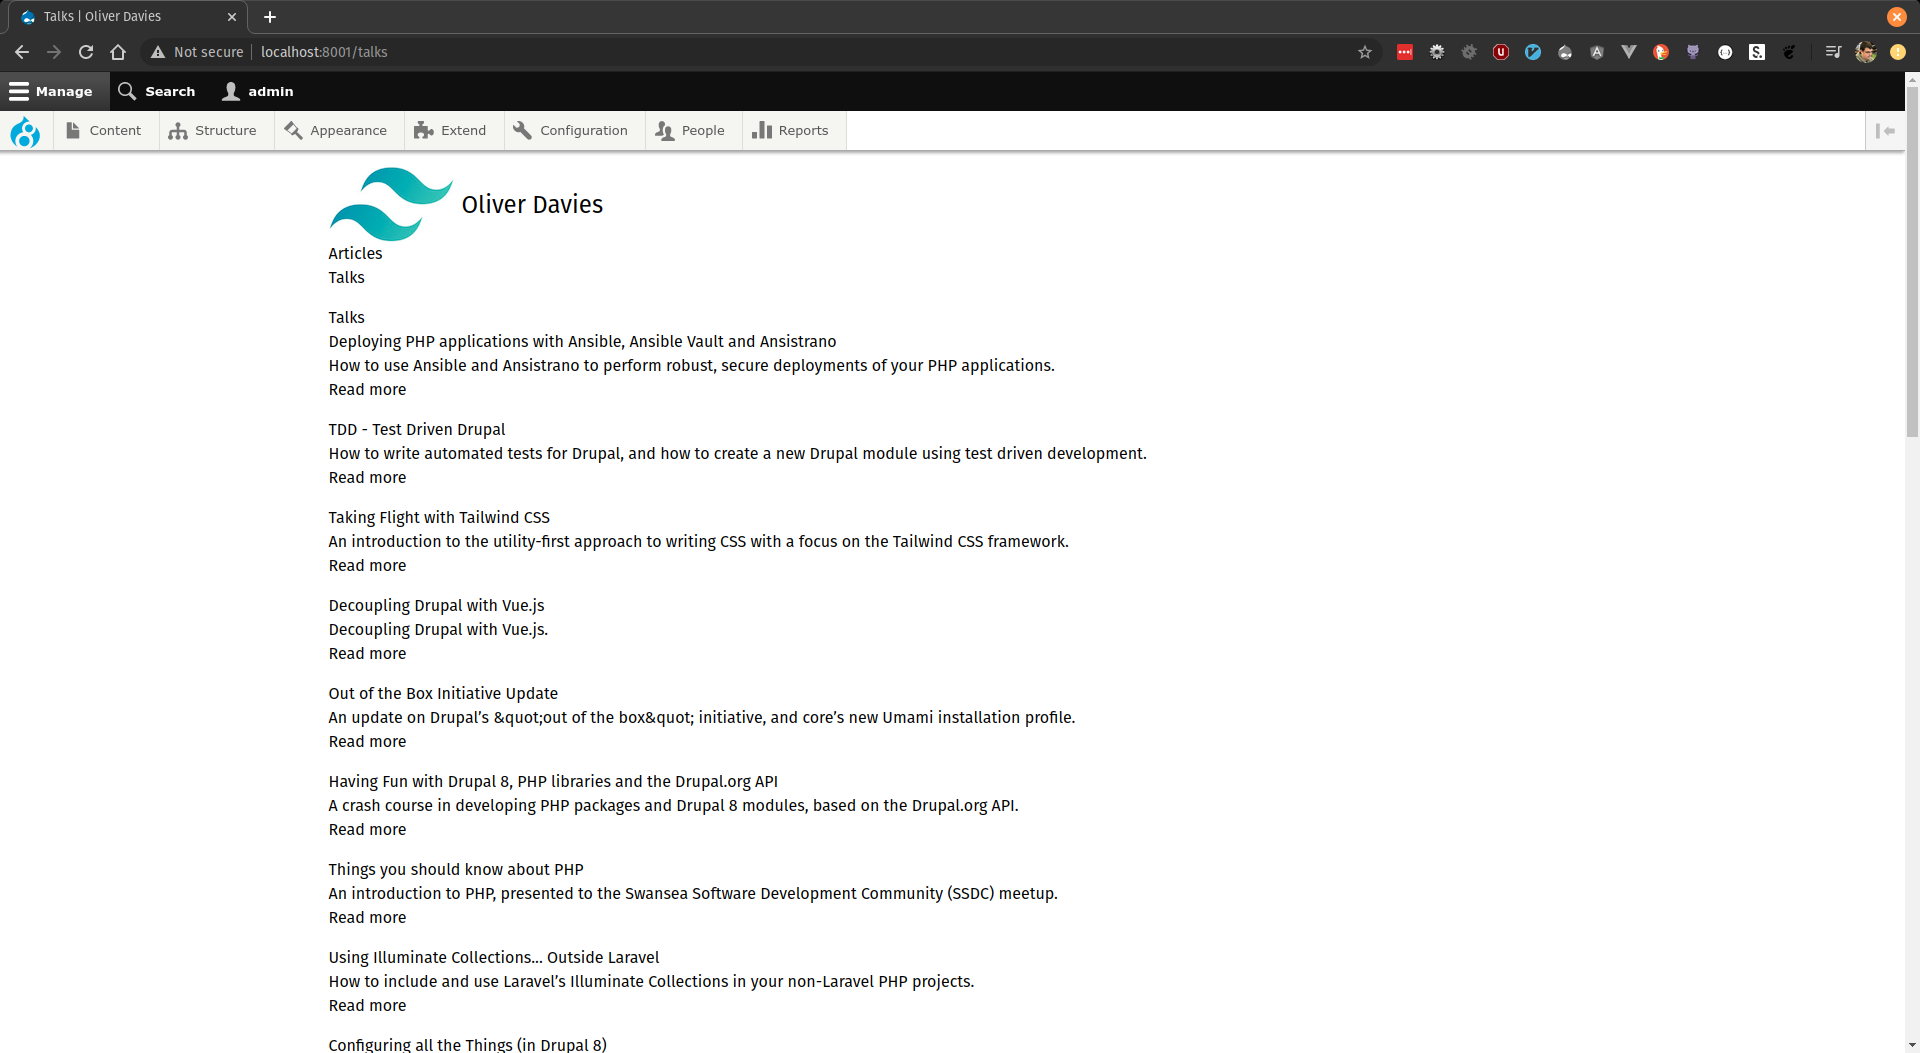 Talks | Oliver Davies
Not secure | localhost:8001/talks
Manage Search admin
Content Structure Appearance Extend Configuration People Reports
Oliver Davies
Articles
Talks
Talks
Deploying PHP applications with Ansible, Ansible Vault and Ansistrano
How to use Ansible and Ansistrano to perform robust, secure deployments of your PHP applications.
Read more
TDD - Test Driven Drupal
How to write automated tests for Drupal, and how to create a new Drupal module using test driven development.
Read more
Taking Flight with Tailwind CSS
An introduction to the utility-first approach to writing CSS with a focus on the Tailwind CSS framework.
Read more
Decoupling Drupal with Vue.js
Decoupling Drupal with Vue.js.
Read more
Out of the Box Initiative Update
An update on Drupal’s &quot;out of the box&quot; initiative, and core’s new Umami installation profile.
Read more
Having Fun with Drupal 8, PHP libraries and the Drupal.org API
A crash course in developing PHP packages and Drupal 8 modules, based on the Drupal.org API.
Read more
Things you should know about PHP
An introduction to PHP, presented to the Swansea Software Development Community (SSDC) meetup.
Read more
Using Illuminate Collections... Outside Laravel
How to include and use Laravel’s Illuminate Collections in your non-Laravel PHP projects.
Read more
Configuring all the Things (in Drupal 8)